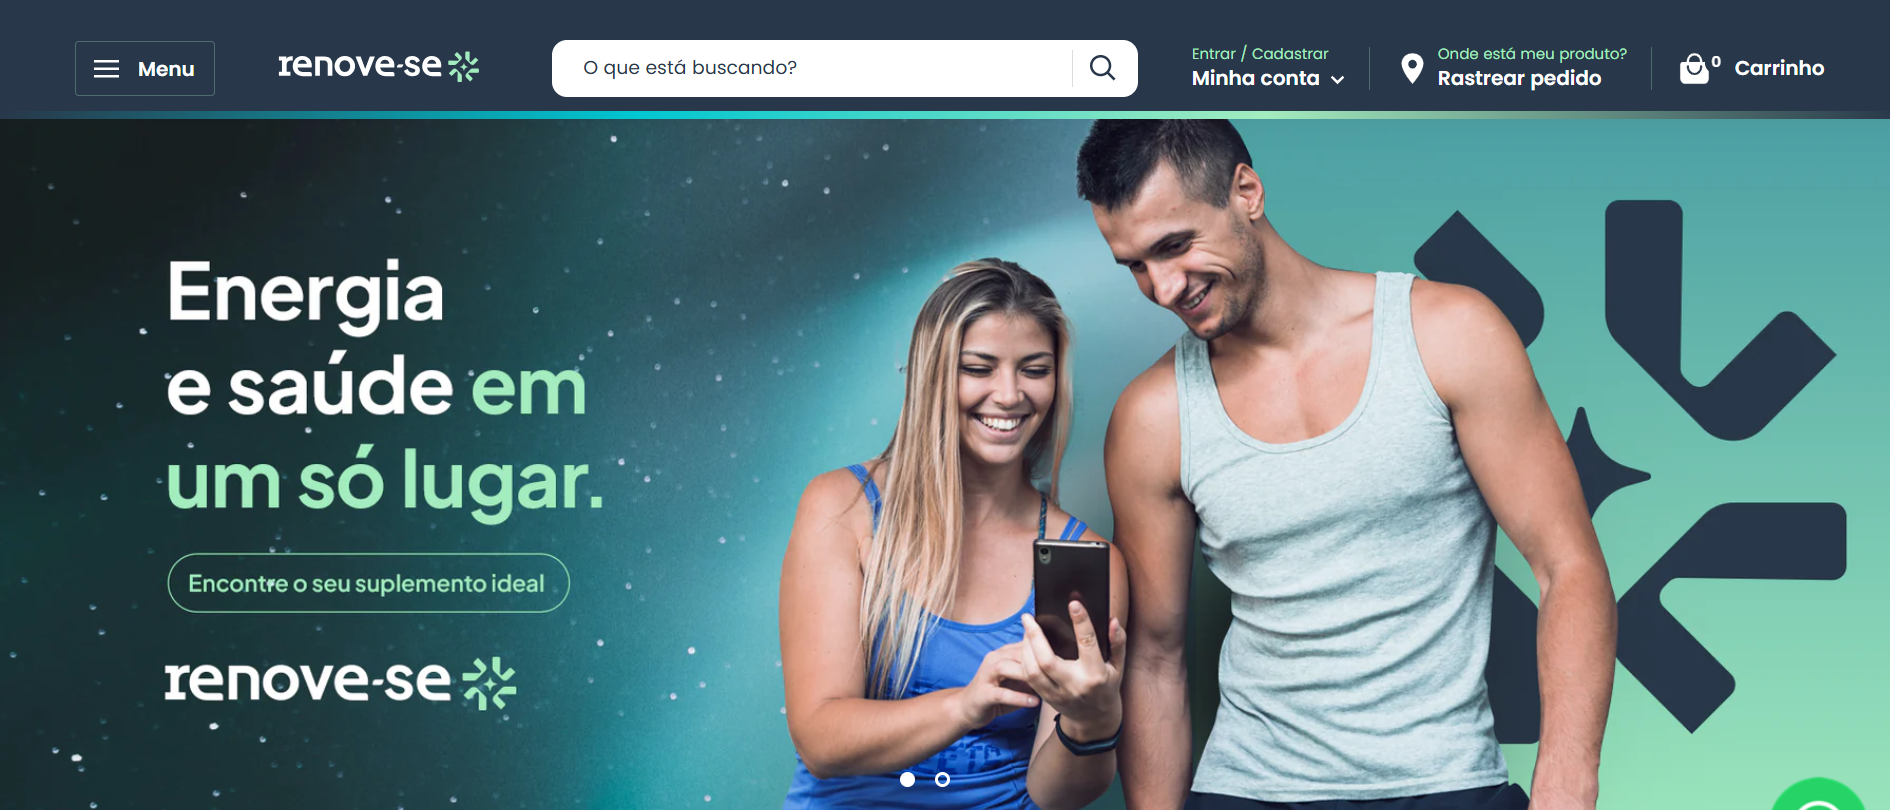 Menu
renove-se
O que está buscando?
Entrar / Cadastrar
Minha conta
Onde está meu produto?
Rastrear pedido
0
Carrinho
Energia
e saúde em
um só lugar.
Encontre o seu suplemento ideal
renove-se